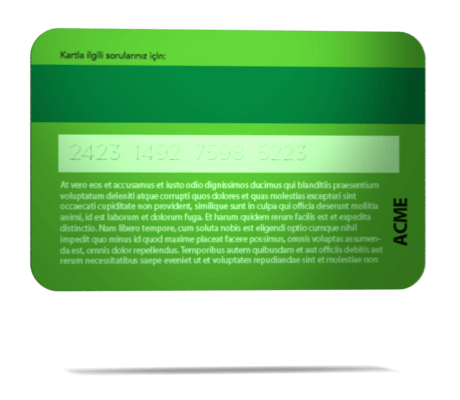 Kartla ilgili sorularınız için:
2423 1492 7598 5223
At vero eos et accusamus et iusto odio dignissimos ducimus qui blanditiis praesentium
voluptatum deleniti atque corrupti quos dolores et quas molestias excepturi sint
occaecati cupiditate non provident, similique sunt in culpa qui officia deserunt mollitia
animi, id est laborum et dolorum fuga. Et harum quidem rerum facilis est et expedita
distinctio. Nam libero tempore, cum soluta nobis est eligendi optio cumque nihil
impedit quo minus id quod maxime placeat facere possimus, omnis voluptas assumen-
da est, omnis dolor repellendus. Temporibus autem quibusdam et aut officiis debitis aut
rerum necessitatibus saepe eveniet ut et voluptates repudiandae sint et molestiae non
ACME